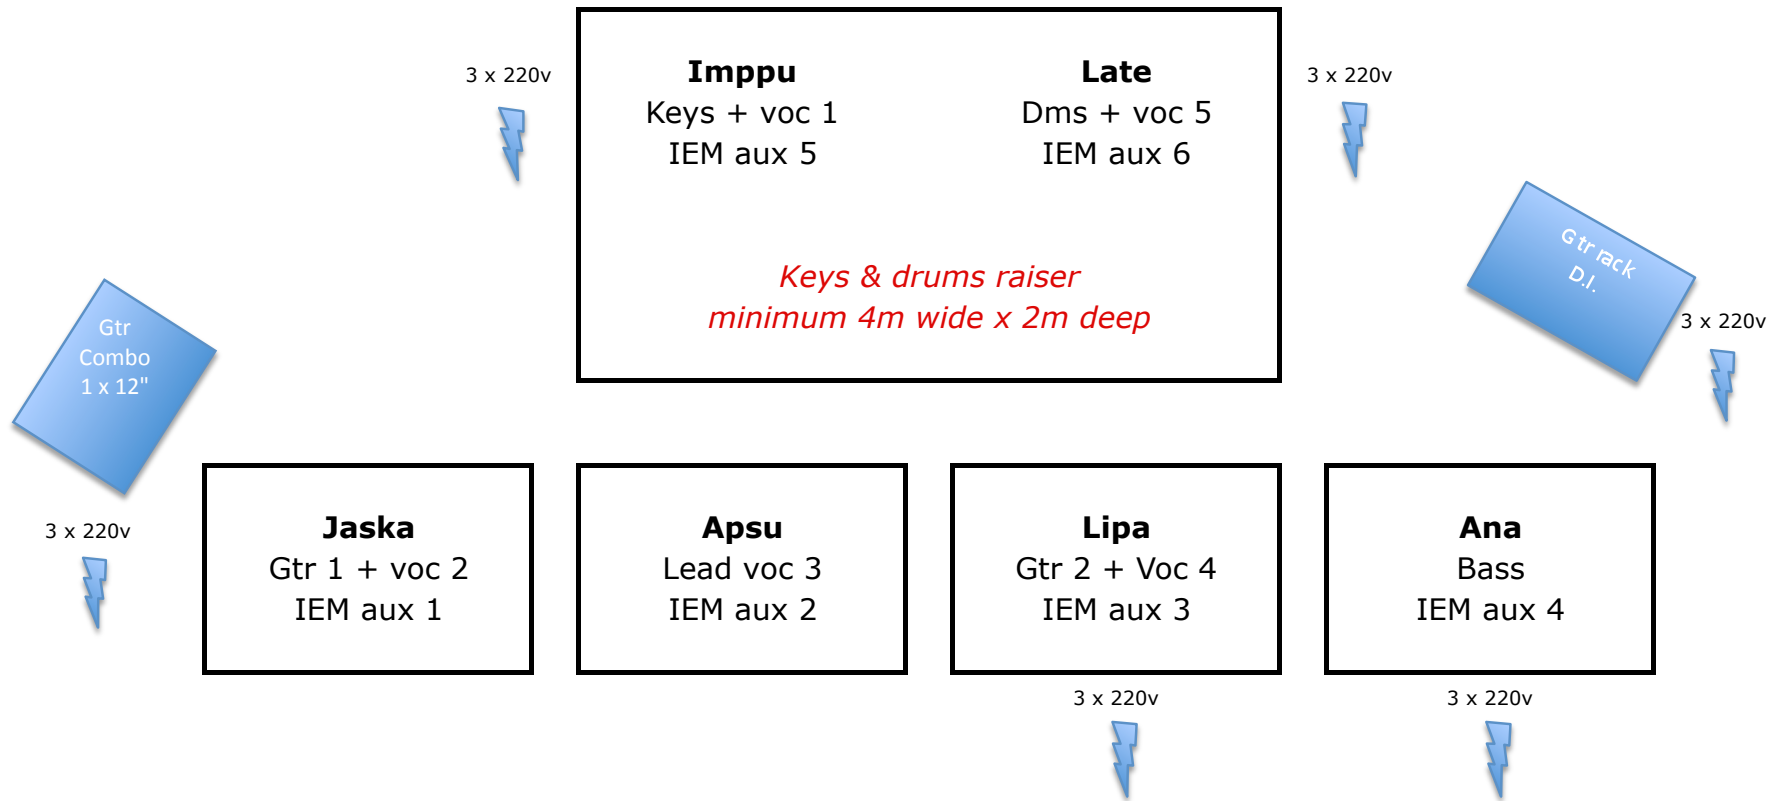 3 x 220v
Imppu
Keys + voc 1
IEM aux 5
Late
Dms + voc 5
IEM aux 6
3 x 220v
Keys & drums raiser
minimum 4m wide x 2m deep
Gtr
Combo
1 x 12"
Gtr rack
D.I.
3 x 220v
3 x 220v
Jaska
Gtr 1 + voc 2
IEM aux 1
Apsu
Lead voc 3
IEM aux 2
Lipa
Gtr 2 + Voc 4
IEM aux 3
Ana
Bass
IEM aux 4
3 x 220v
3 x 220v